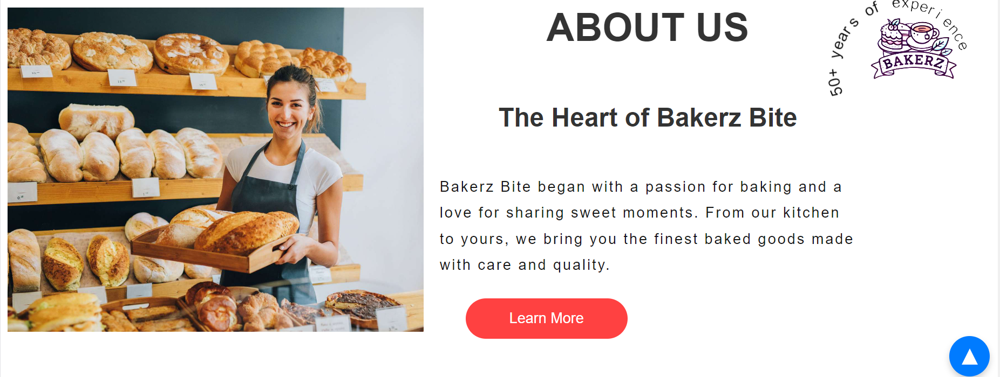 ABOUT US
50+ years of experience
BAKERZ
The Heart of Bakerz Bite
Bakerz Bite began with a passion for baking and a
love for sharing sweet moments. From our kitchen
to yours, we bring you the finest baked goods made
with care and quality.
Learn More